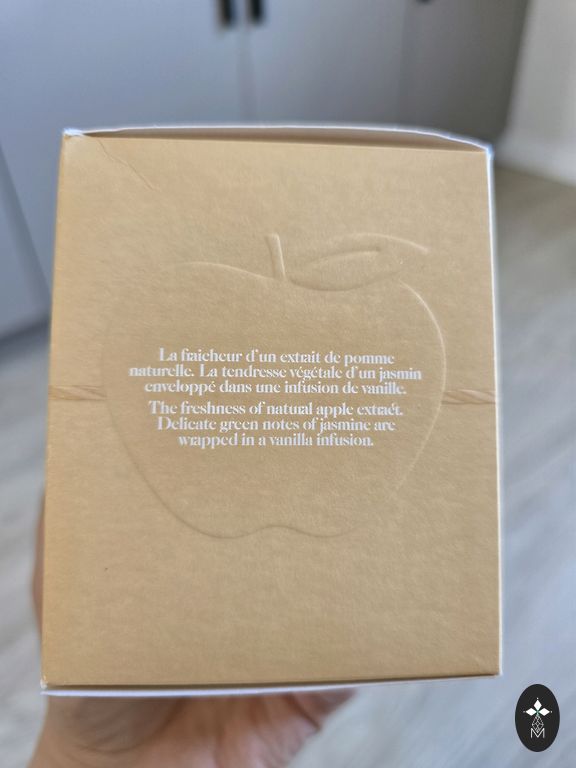 La fraîcheur d'un extrait de pomme
naturelle. La tendresse végétale d'un jasmin
enveloppé dans une infusion de vanille.
The freshness of natural apple extract.
Delicate green notes of jasmine are
wrapped in a vanilla infusion.